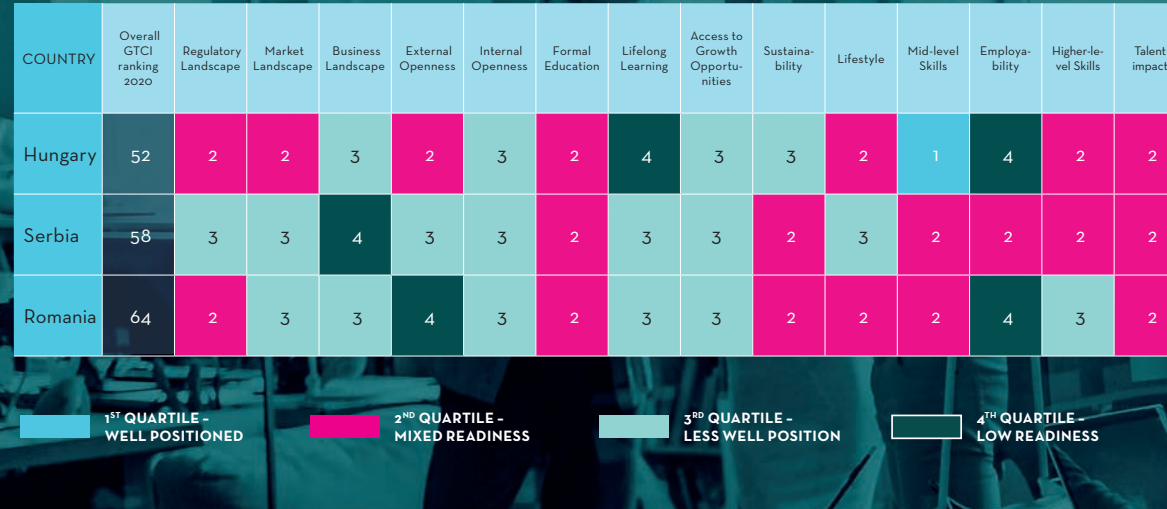 COUNTRY
Overall
GTCI
ranking
2020
Regulatory
Landscape
Market
Landscape
Business
Landscape
External
Openness
Internal
Openness
Formal
Education
Lifelong
Learning
Access to
Growth
Opportu-
nities
Sustaina-
bility
Lifestyle
Mid-level
Skills
Employa-
bility
Higher-le-
vel Skills
Talent
impact
Hungary 52 2 2 3 2 3 2 4 3 3 2 1 4 2 2
Serbia 58 3 3 4 3 3 2 3 3 2 3 2 2 2 2
Romania 64 2 3 3 4 3 2 3 3 2 2 2 4 3 2
1ST QUARTILE –
WELL POSITIONED
2ND QUARTILE –
MIXED READINESS
3RD QUARTILE –
LESS WELL POSITION
4TH QUARTILE –
LOW READINESS